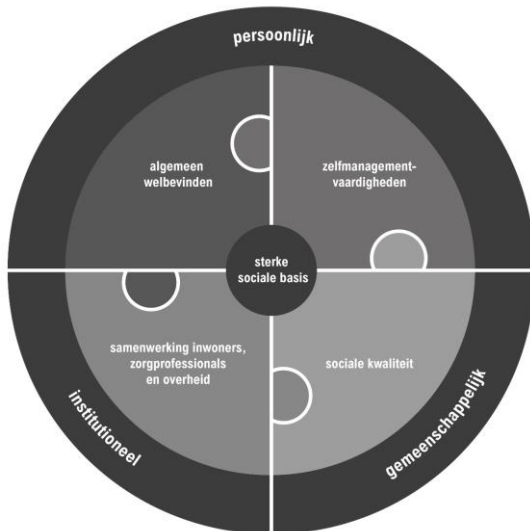 persoonlijk
algemeen
welbevinden
zelfmanagement-
vaardigheden
sterke
sociale basis
samenwerking inwoners,
zorgprofessionals
en overheid
sociale kwaliteit
institutioneel
gemeenschappelijk